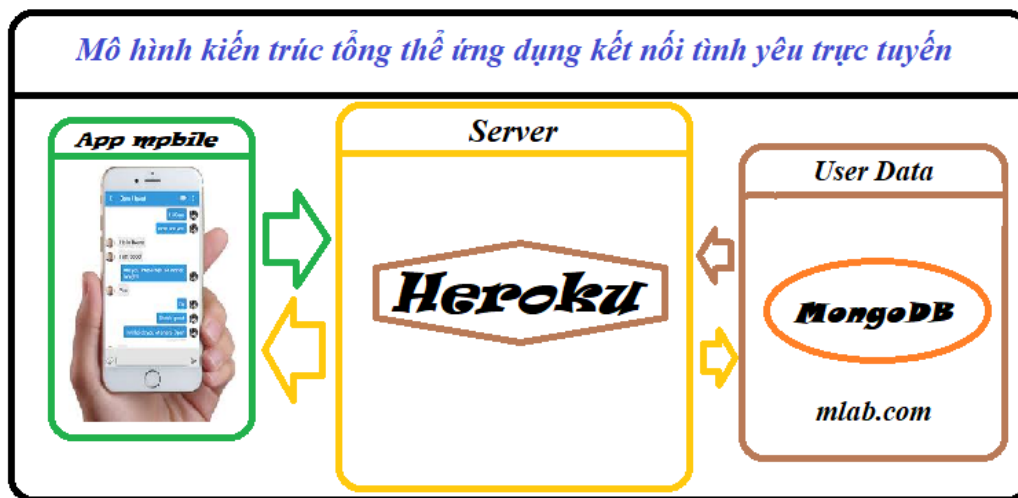 Mô hình kiến trúc tổng thể ứng dụng kết nối tình yêu trực tuyến
App mpbile
Server
Heroku
User Data
MongoDB
mlab.com